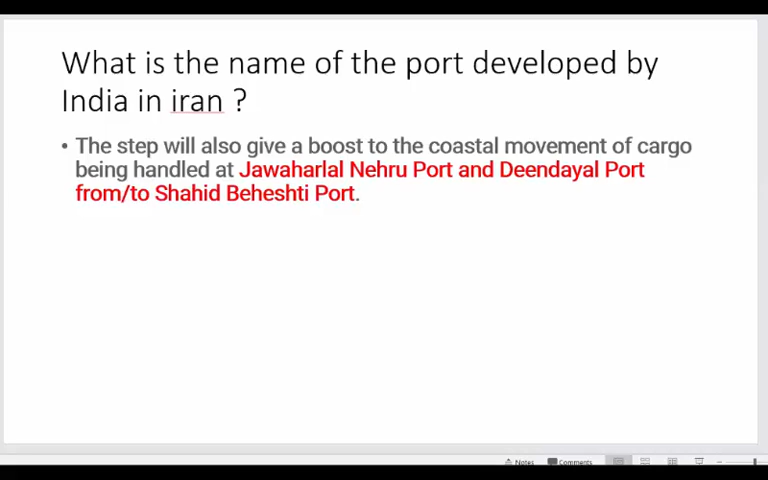 What is the name of the port developed by
India in iran ?
• The step will also give a boost to the coastal movement of cargo
being handled at Jawaharlal Nehru Port and Deendayal Port
from/to Shahid Beheshti Port.
Notes Comments